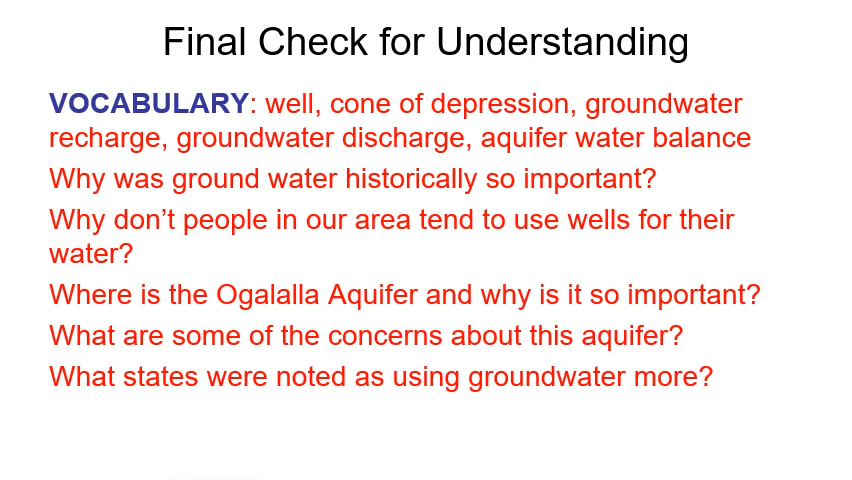 Final Check for Understanding
VOCABULARY: well, cone of depression, groundwater
recharge, groundwater discharge, aquifer water balance
Why was ground water historically so important?
Why don’t people in our area tend to use wells for their
water?
Where is the Ogalalla Aquifer and why is it so important?
What are some of the concerns about this aquifer?
What states were noted as using groundwater more?